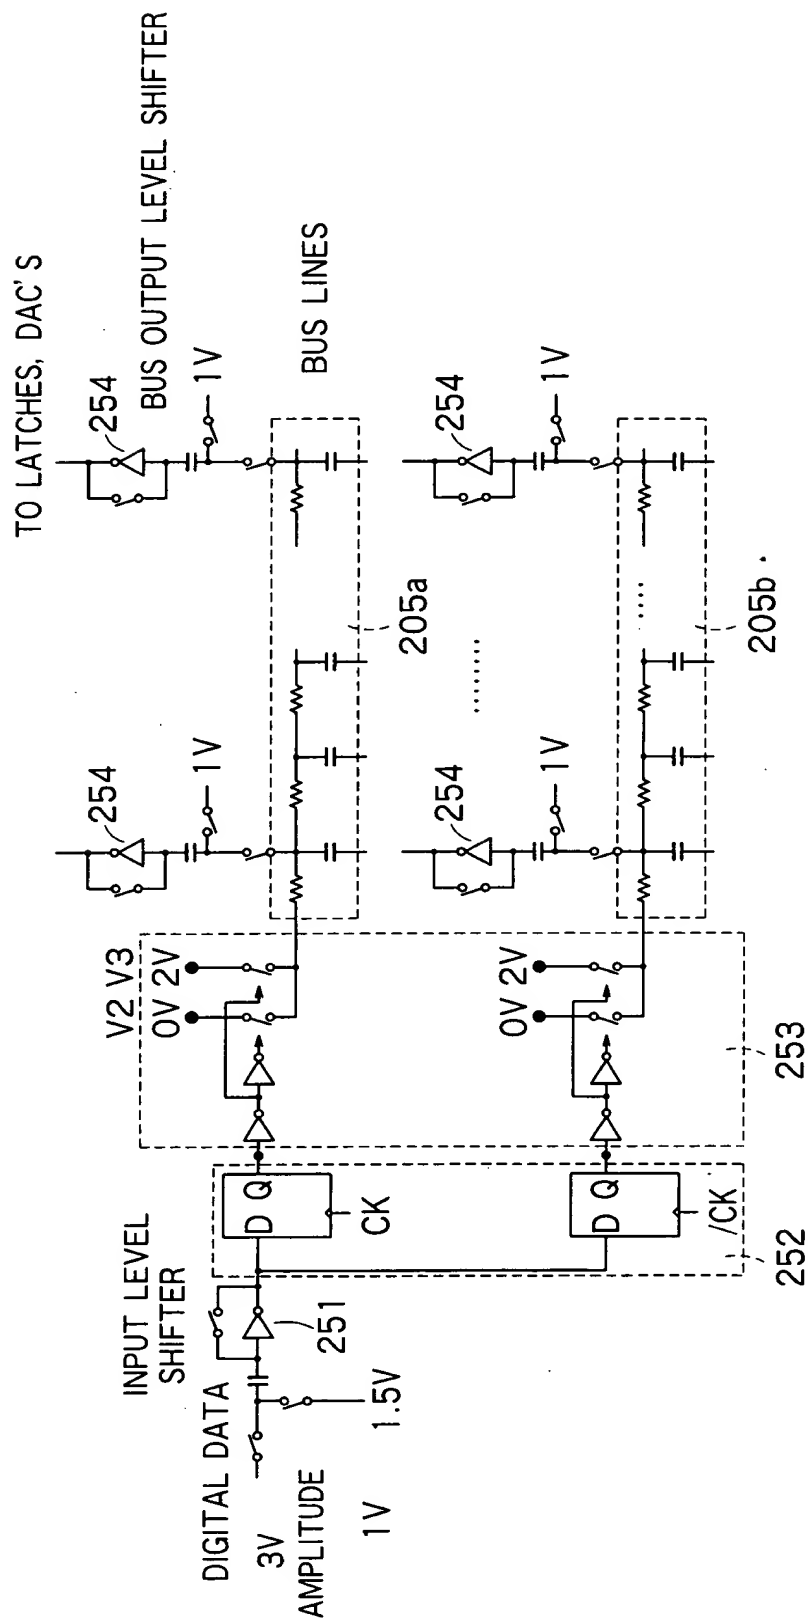 TO LATCHES, DAC'S
BUS OUTPUT LEVEL SHIFTER
254
254
1V
1V
BUS LINES
205a
V2 V3
0V 2V
INPUT LEVEL
SHIFTER
DIGITAL DATA
3V
AMPLITUDE
1V
1.5V
251
D Q
CK
254
254
1V
1V
0V 2V
205b
D Q
/CK
252
253